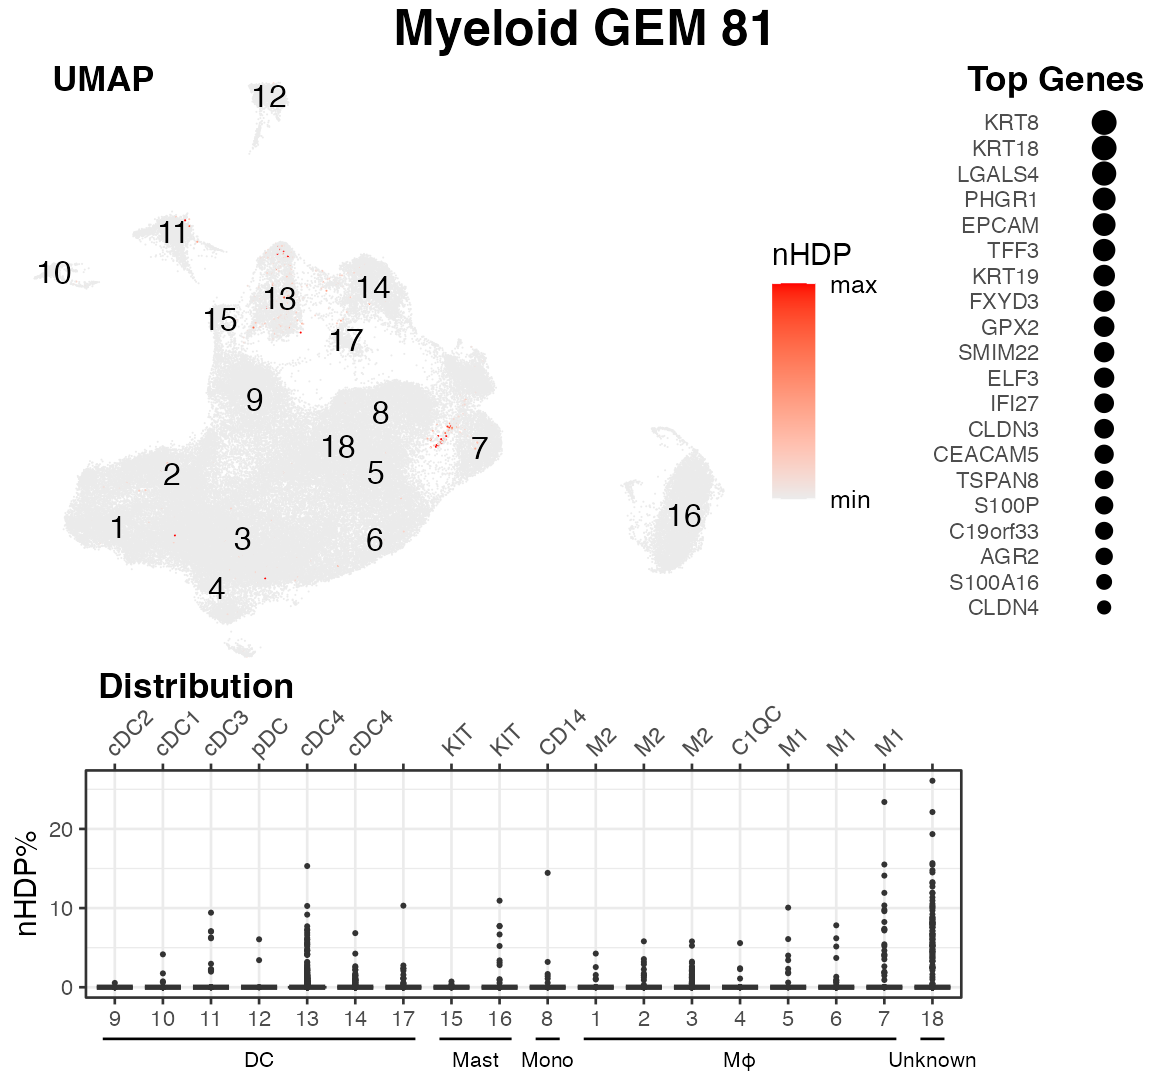 Myeloid GEM 81
UMAP
12
11
10
13
14
15
17
9
8
18
7
2
5
1
3
6
4
16
nHDP
max
min
Top Genes
KRT8
KRT18
LGALS4
PHGR1
EPCAM
TFF3
KRT19
FXYD3
GPX2
SMIM22
ELF3
IFI27
CLDN3
CEACAM5
TSPAN8
S100P
C19orf33
AGR2
S100A16
CLDN4
Distribution
cDC2 cDC1 cDC3 pDC cDC4 cDC4 KIT KIT CD14 M2 M2 M2 C1QC M1 M1 M1
nHDP%
20
10
0
9 10 11 12 13 14 17 15 16 8 1 2 3 4 5 6 7 18
DC Mast Mono Mϕ Unknown